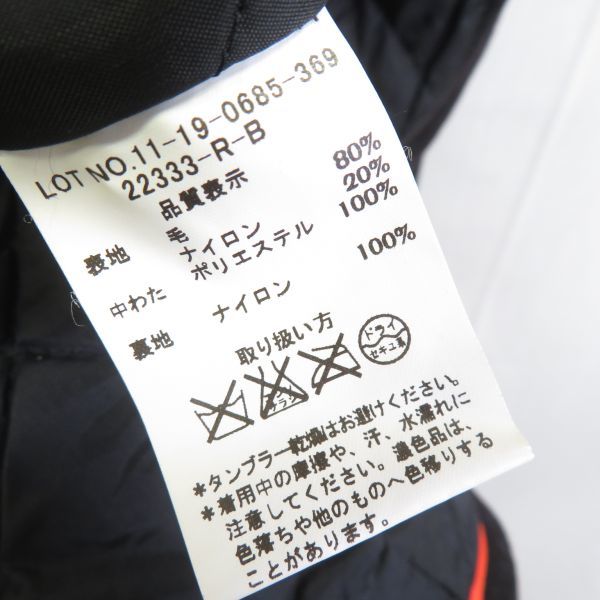 LOT NO.11-19-0685-369
22333-R-B
品質表示
表地 毛 80%
ナイロン 20%
中わた ポリエステル 100%
裏地 ナイロン 100%
取り扱い方
ドライ
セキユ系
*タンブラー乾燥はお避けください。
*着用中の摩擦や、汗、水濡れに
注意してください。濃色品は、
色落ちや他のものへ色移りする
ことがあります。